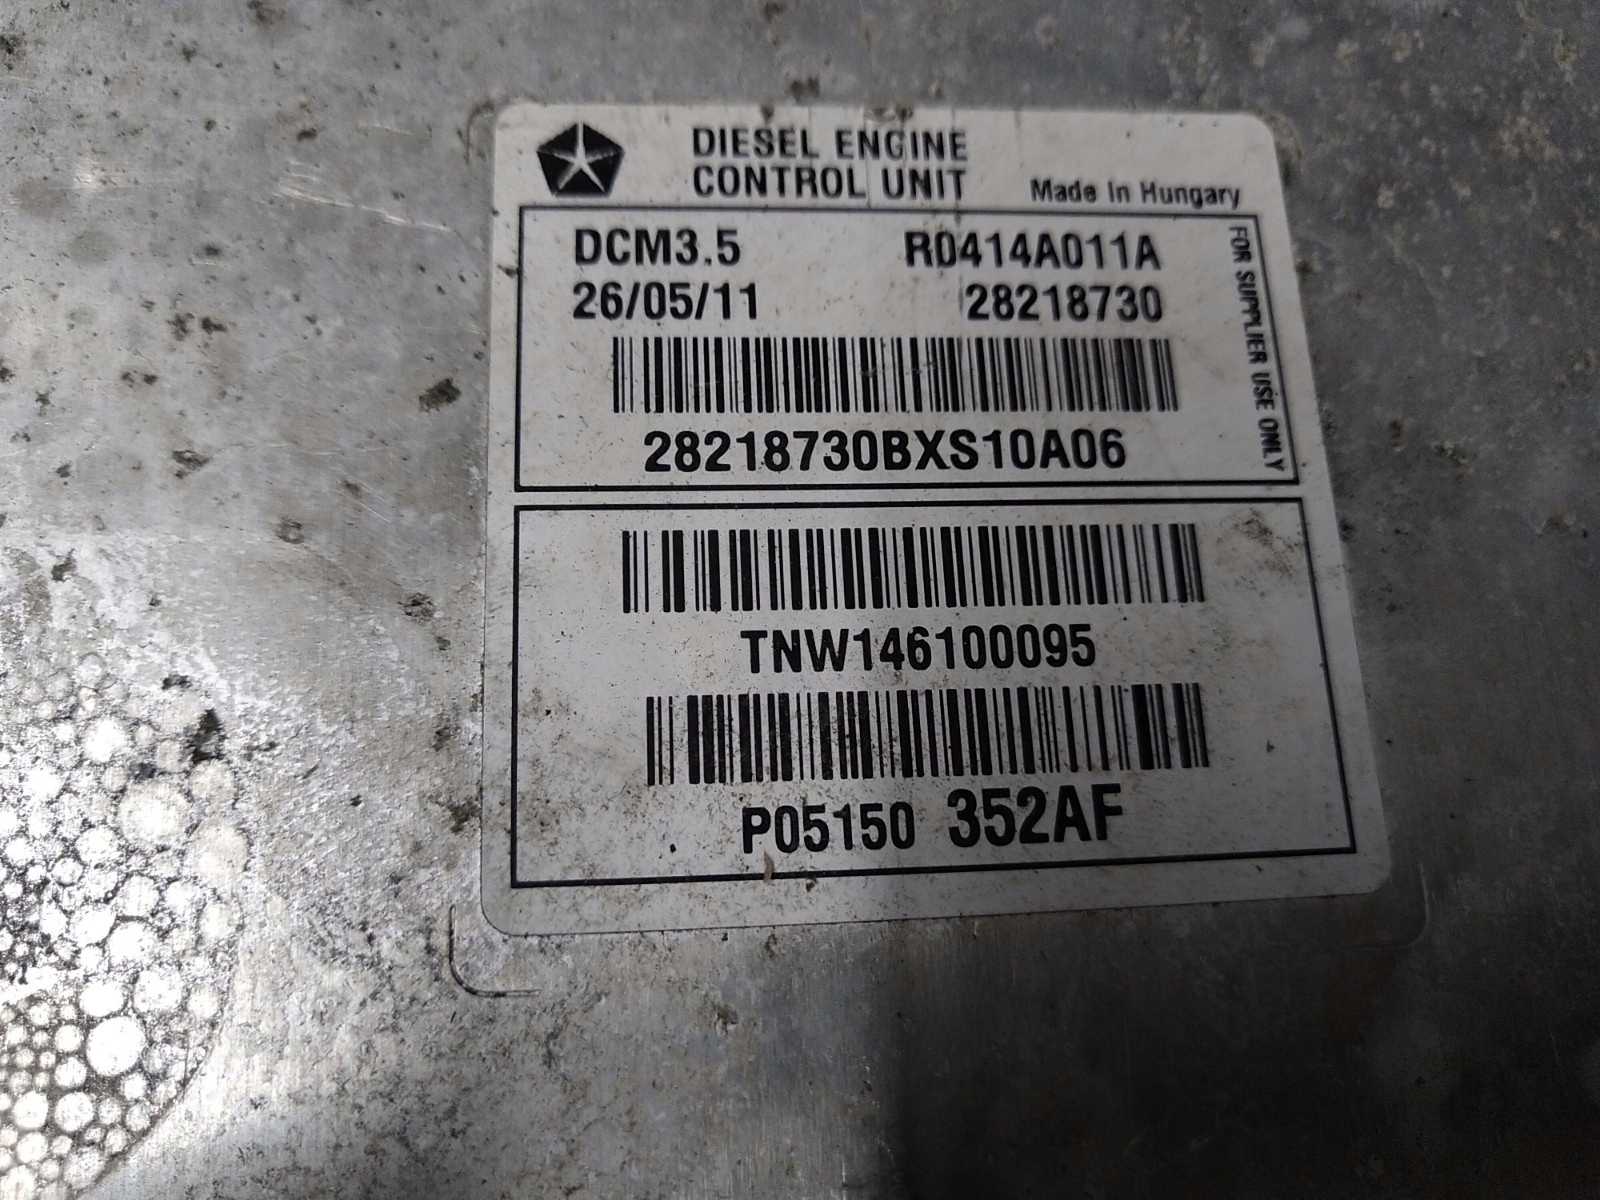 DIESEL ENGINE
CONTROL UNIT
Made In Hungary
DCM3.5
R0414A011A
26/05/11
28218730
FOR SUPPLIER USE ONLY
28218730BXS10A06
TNW146100095
P05150 352AF